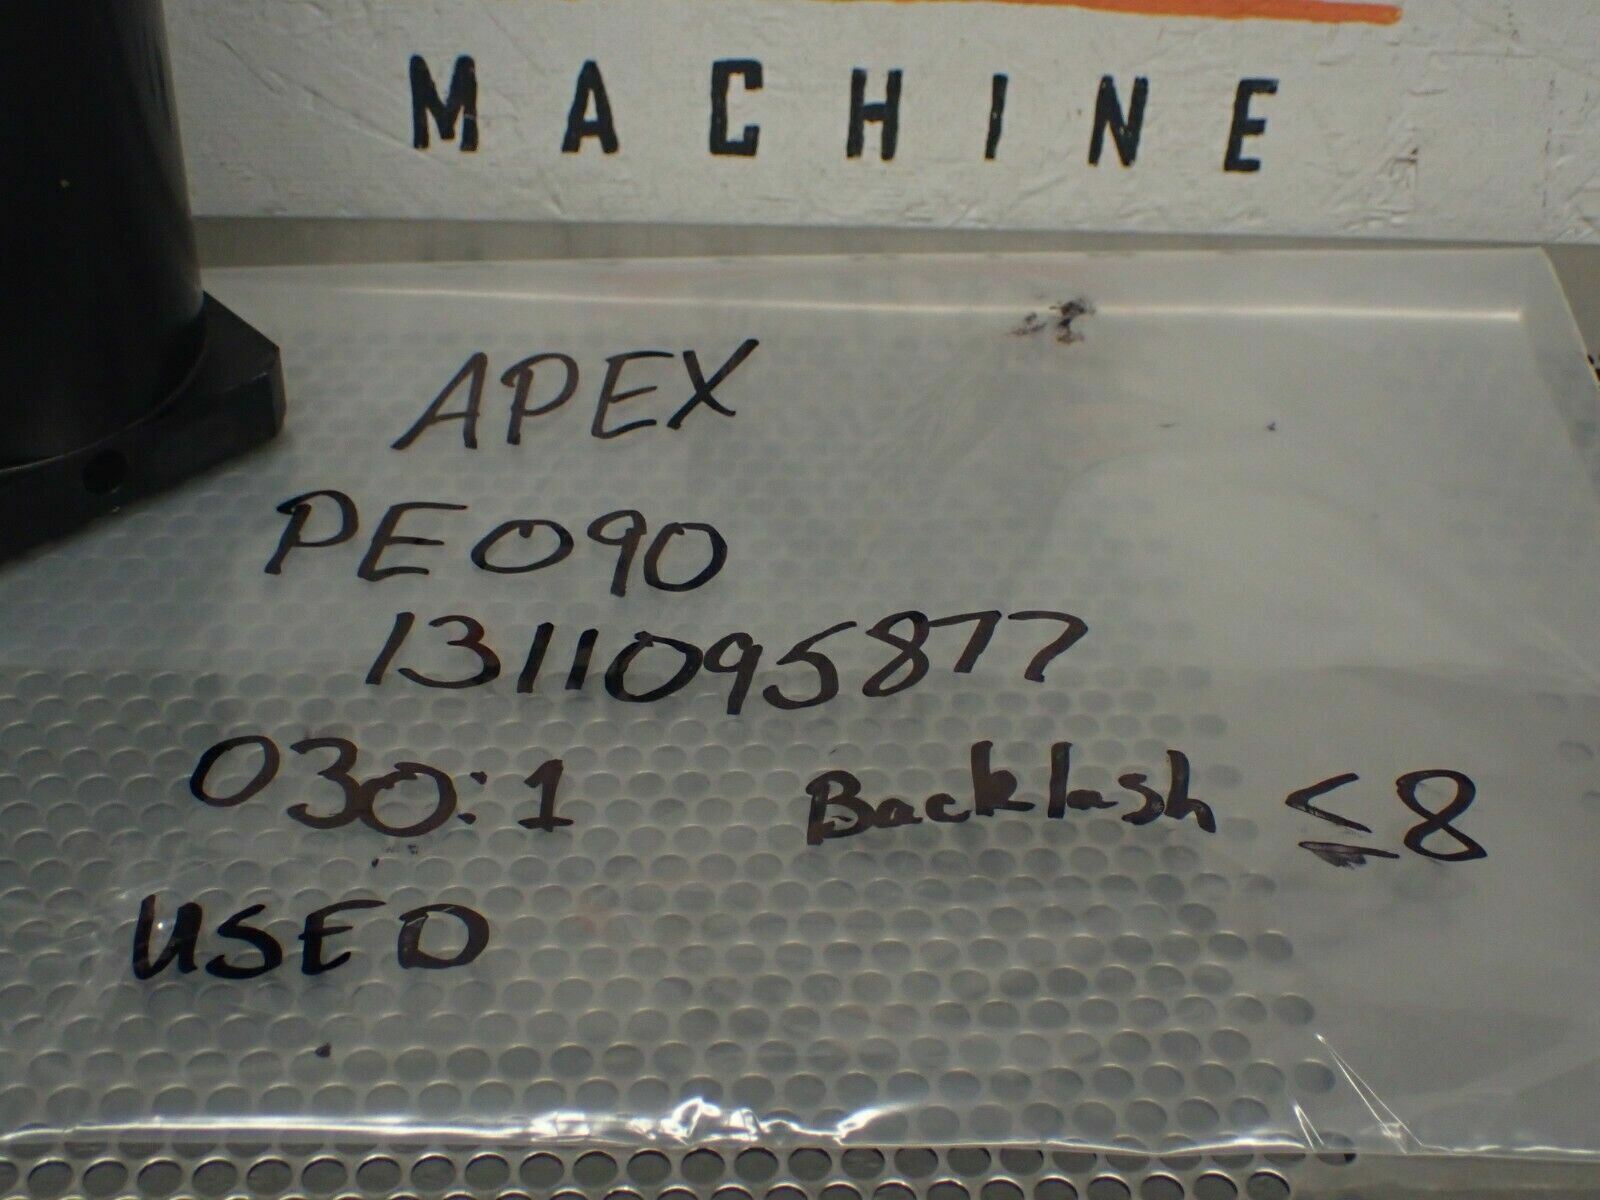 MACHINE
APEX
PE090
1311095877
030:1 Backlash ≤8
USED